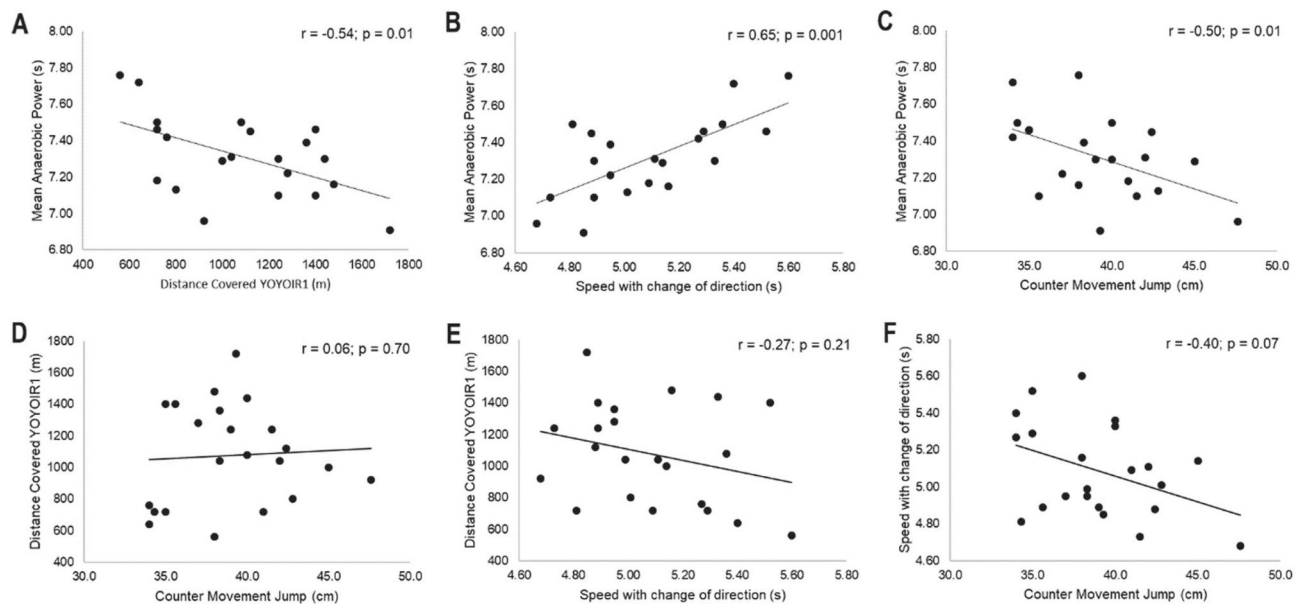 A
r = -0.54; p = 0.01
Mean Anaerobic Power (s)
8.00
7.80
7.60
7.40
7.20
7.00
6.80
400 600 800 1000 1200 1400 1600 1800
Distance Covered YOYOIR1 (m)
B
r = 0.65; p = 0.001
Mean Anaerobic Power (s)
8.00
7.80
7.60
7.40
7.20
7.00
6.80
4.60 4.80 5.00 5.20 5.40 5.60 5.80
Speed with change of direction (s)
C
r = -0.50; p = 0.01
Mean Anaerobic Power (s)
8.00
7.80
7.60
7.40
7.20
7.00
6.80
30.0 35.0 40.0 45.0 50.0
Counter Movement Jump (cm)
D
r = 0.06; p = 0.70
Distance Covered YOYOIR1 (m)
1800
1600
1400
1200
1000
800
600
400
30.0 35.0 40.0 45.0 50.0
Counter Movement Jump (cm)
E
r = -0.27; p = 0.21
Distance Covered YOYOIR1 (m)
1800
1600
1400
1200
1000
800
600
400
4.60 4.80 5.00 5.20 5.40 5.60 5.80
Speed with change of direction (s)
F
r = -0.40; p = 0.07
Speed with change of direction (s)
5.80
5.60
5.40
5.20
5.00
4.80
4.60
30.0 35.0 40.0 45.0 50.0
Counter Movement Jump (cm)